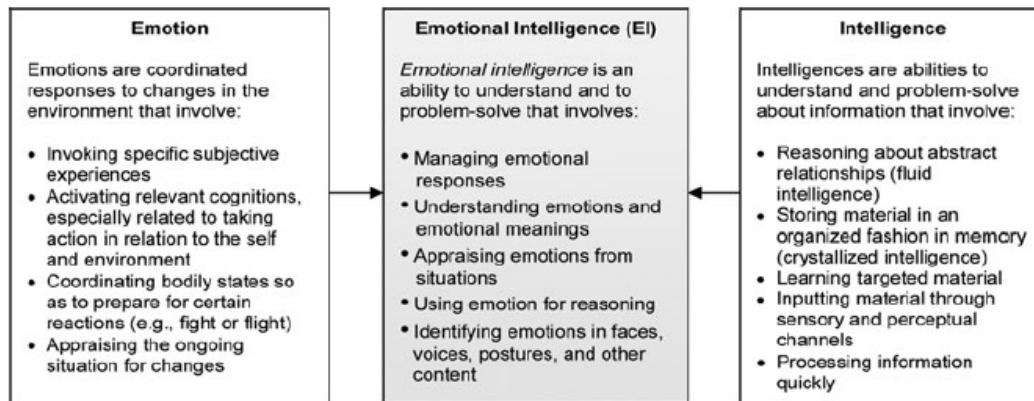 Emotion
Emotions are coordinated
responses to changes in the
environment that involve:
• Invoking specific subjective
experiences
• Activating relevant cognitions,
especially related to taking
action in relation to the self
and environment
• Coordinating bodily states so
as to prepare for certain
reactions (e.g., fight or flight)
• Appraising the ongoing
situation for changes
Emotional Intelligence (EI)
Emotional intelligence is an
ability to understand and to
problem-solve that involves:
• Managing emotional
responses
• Understanding emotions and
emotional meanings
• Appraising emotions from
situations
• Using emotion for reasoning
• Identifying emotions in faces,
voices, postures, and other
content
Intelligence
Intelligences are abilities to
understand and problem-solve
about information that involve:
• Reasoning about abstract
relationships (fluid
intelligence)
• Storing material in an
organized fashion in memory
(crystallized intelligence)
• Learning targeted material
• Inputting material through
sensory and perceptual
channels
• Processing information
quickly